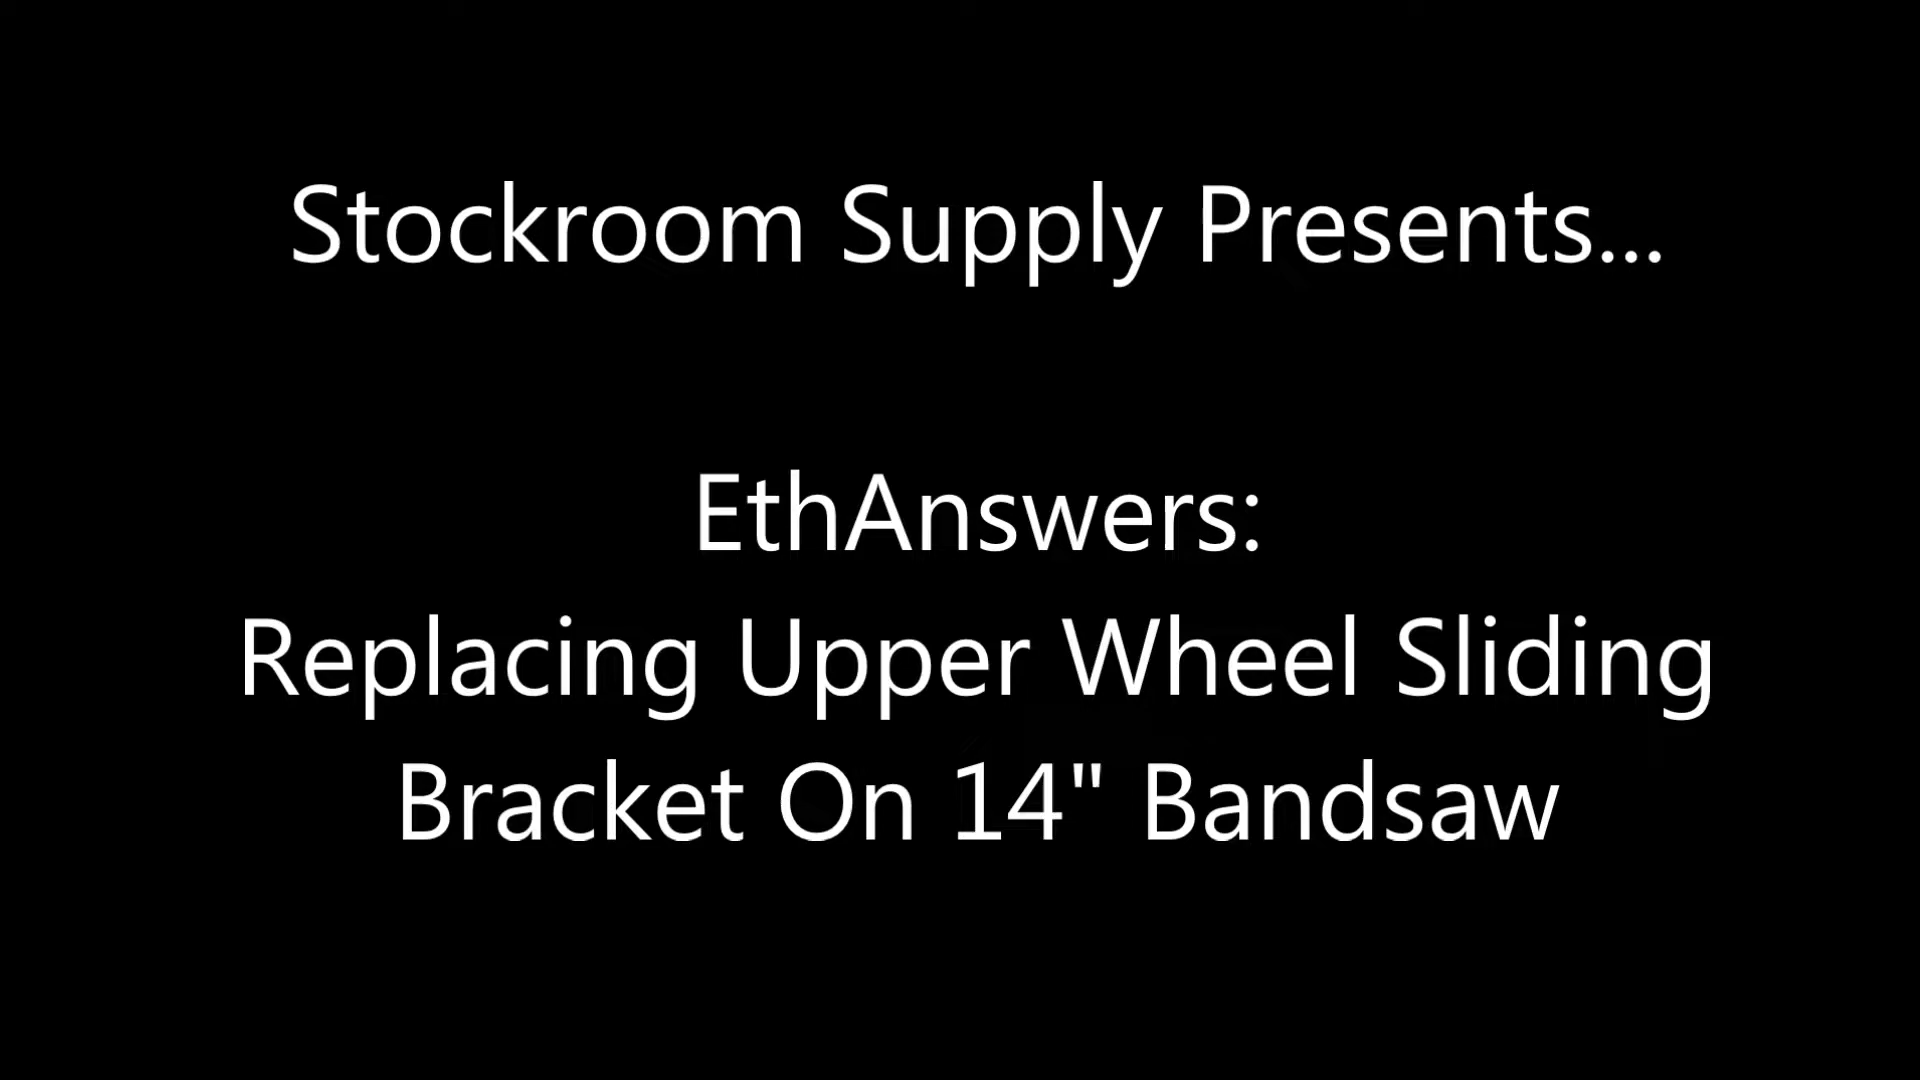 Stockroom Supply Presents...
EthAnswers:
Replacing Upper Wheel Sliding
Bracket On 14" Bandsaw